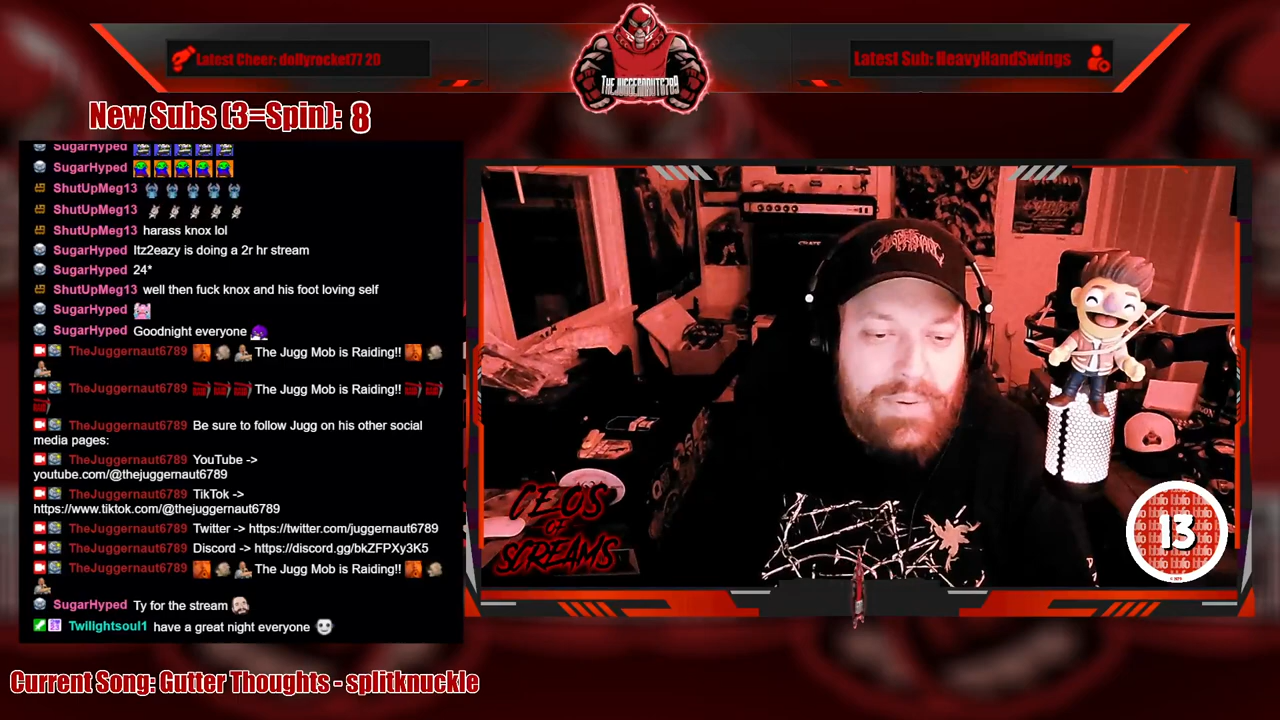 Latest Cheer: dollyrocket77 20
THEJUGGERNAUT6789
Latest Sub: HeavyHandSwings
New Subs (3=Spin): 8
SugarHyped
SugarHyped
ShutUpMeg13
ShutUpMeg13
ShutUpMeg13 harass knox lol
SugarHyped Itz2eazy is doing a 2r hr stream
SugarHyped 24*
ShutUpMeg13 well then fuck knox and his foot loving self
SugarHyped
SugarHyped Goodnight everyone
TheJuggernaut6789 The Jugg Mob is Raiding!!
TheJuggernaut6789 The Jugg Mob is Raiding!!
TheJuggernaut6789 Be sure to follow Jugg on his other social
media pages:
TheJuggernaut6789 YouTube ->
youtube.com/@thejuggernaut6789
TheJuggernaut6789 TikTok ->
https://www.tiktok.com/@thejuggernaut6789
TheJuggernaut6789 Twitter -> https://twitter.com/juggernaut6789
TheJuggernaut6789 Discord -> https://discord.gg/bkZFPXy3K5
TheJuggernaut6789 The Jugg Mob is Raiding!!
SugarHyped Ty for the stream
Twilightsoul1 have a great night everyone
CRATE
CEOS
OF
SCREAMS
13
Current Song: Gutter Thoughts - splitknuckle